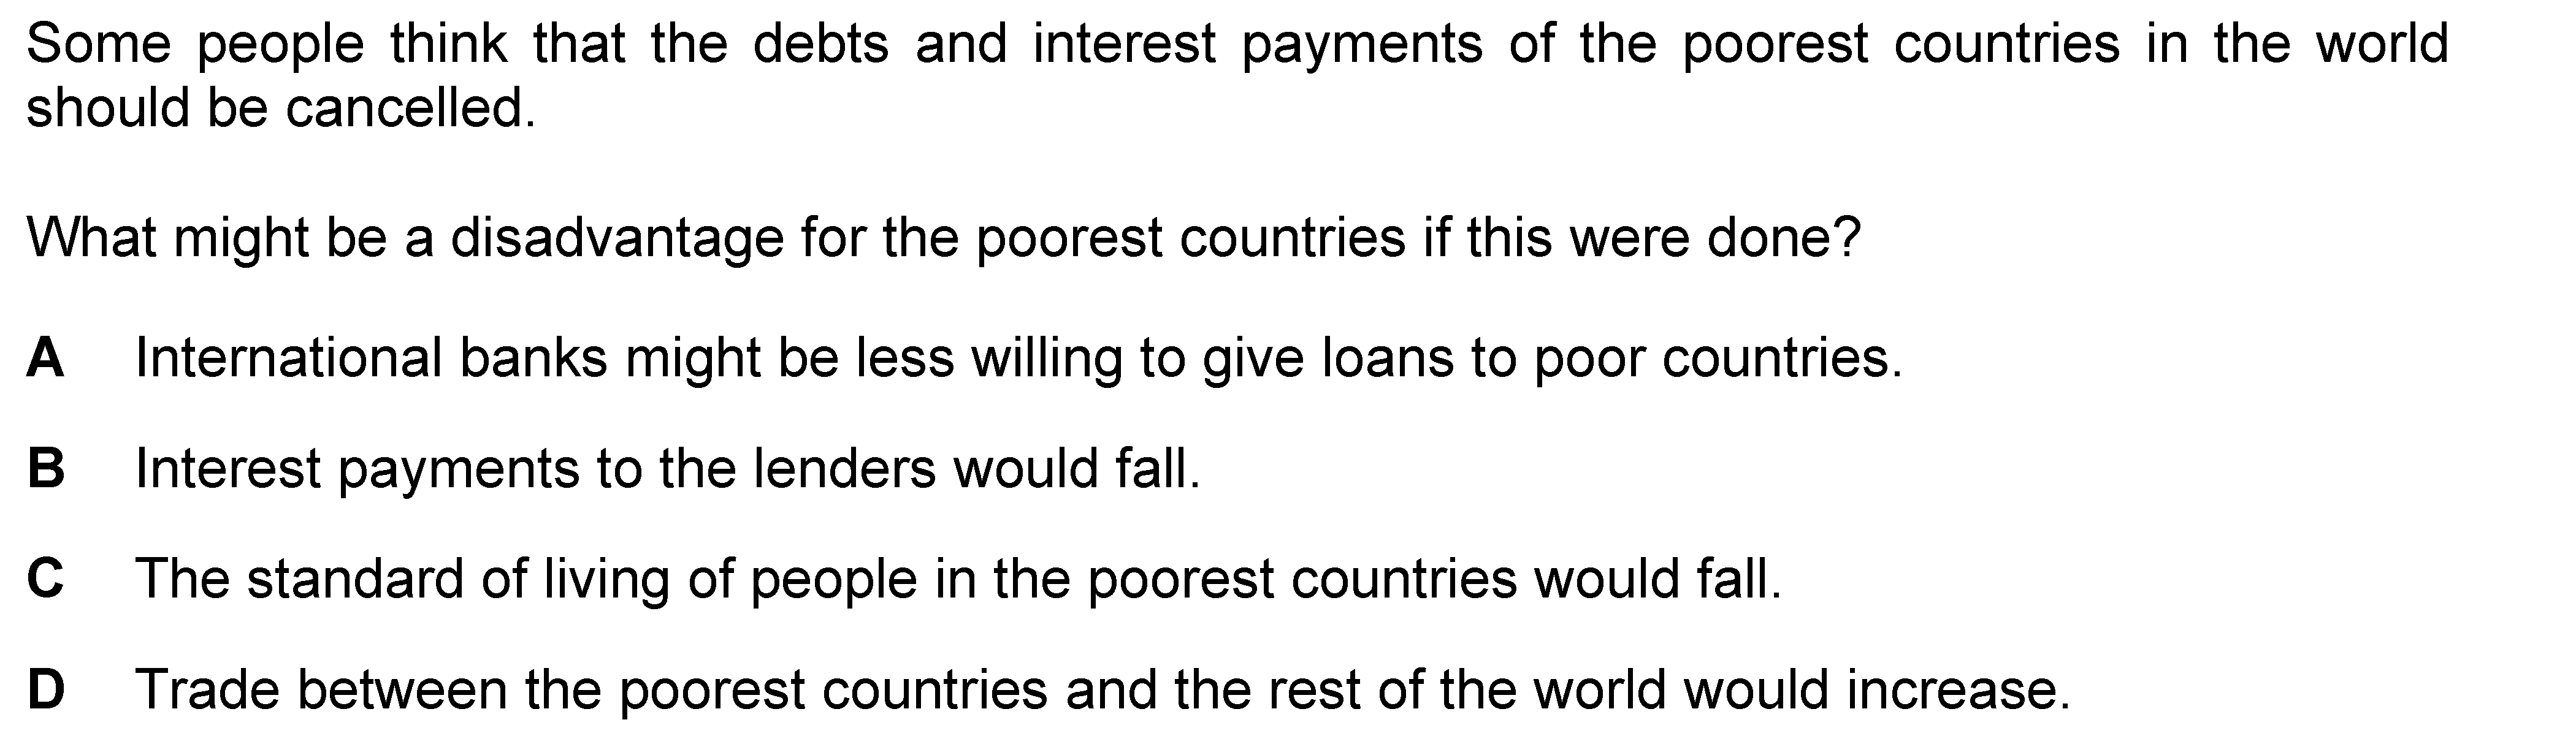 Some people think that the debts and interest payments of the poorest countries in the world
should be cancelled.
What might be a disadvantage for the poorest countries if this were done?
A International banks might be less willing to give loans to poor countries.
B Interest payments to the lenders would fall.
C The standard of living of people in the poorest countries would fall.
D Trade between the poorest countries and the rest of the world would increase.